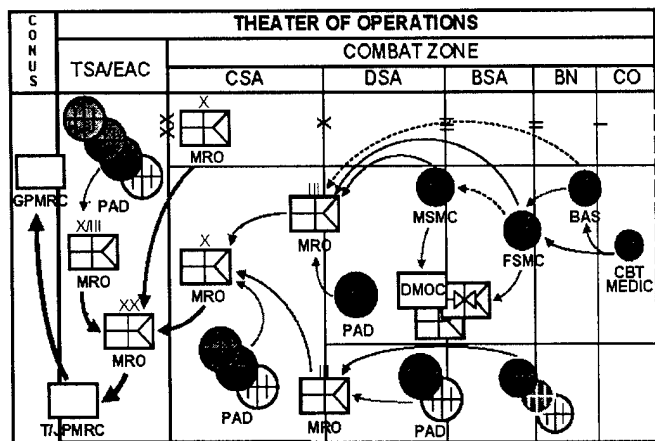 CONUS
THEATER OF OPERATIONS
TSA/EAC
COMBAT ZONE
CSA
DSA
BSA
BN
CO
X
MRO
PAD
GPMRC
X/III
MRO
III
MRO
MSMC
BAS
FSMC
CBT
MEDIC
X
MRO
DMOC
PAD
XX
MRO
PAD
MRO
PAD
T/JPMRC